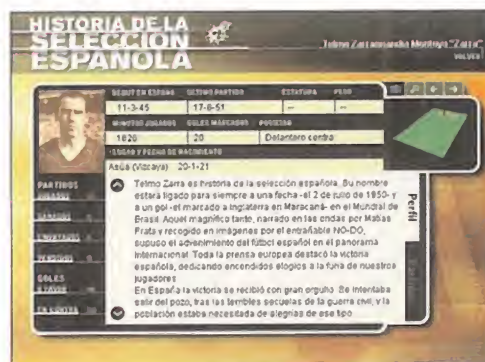 HISTORIA DE LA
SELECCION
ESPAÑOLA
Telmo Zarraonandia Montoya "Zarra"
VOLVER
DEBUT EN ESPAÑA ULTIMO PARTIDO ESTATURA PESO
11-3-45 17-6-51 -- --
MINUTOS JUGADOS GOLES MARCADOS POSICION
1820 20 Delantero centro
LUGAR Y FECHA DE NACIMIENTO
Asúa (Vizcaya) 20-1-21
PARTIDOS
JUGADOS
GANADOS
EMPATADOS
PERDIDOS
GOLES
A FAVOR
EN CONTRA
Telmo Zarra es historia de la selección española. Su nombre
estará ligado para siempre a una fecha -el 2 de julio de 1950- y
a un gol -el marcado a Inglaterra en Maracaná- en el Mundial de
Brasil. Aquel magnífico tanto, narrado en las ondas por Matías
Prats y recogido en imágenes por el entrañable NO-DO,
supuso el advenimiento del fútbol español en el panorama
internacional. Toda la prensa europea destacó la victoria
española, dedicando encendidos elogios a la furia de nuestros
jugadores.
En España la victoria se recibió con gran orgullo. Se intentaba
salir del pozo, tras las terribles secuelas de la guerra civil, y la
población estaba necesitada de alegrías de ese tipo
Perfil